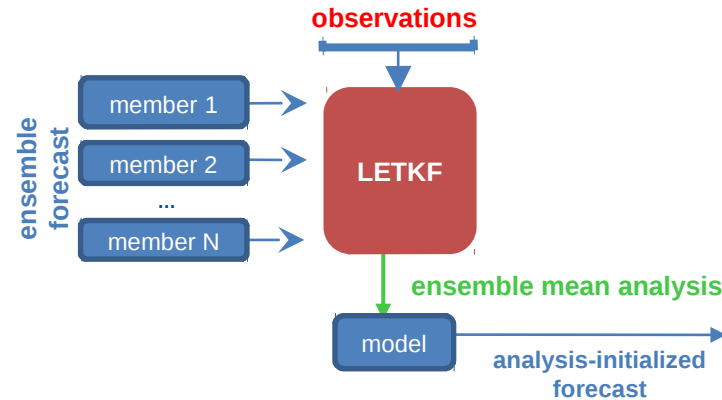 observations
ensemble
forecast
member 1
member 2
...
member N
LETKF
ensemble mean analysis
model
analysis-initialized
forecast